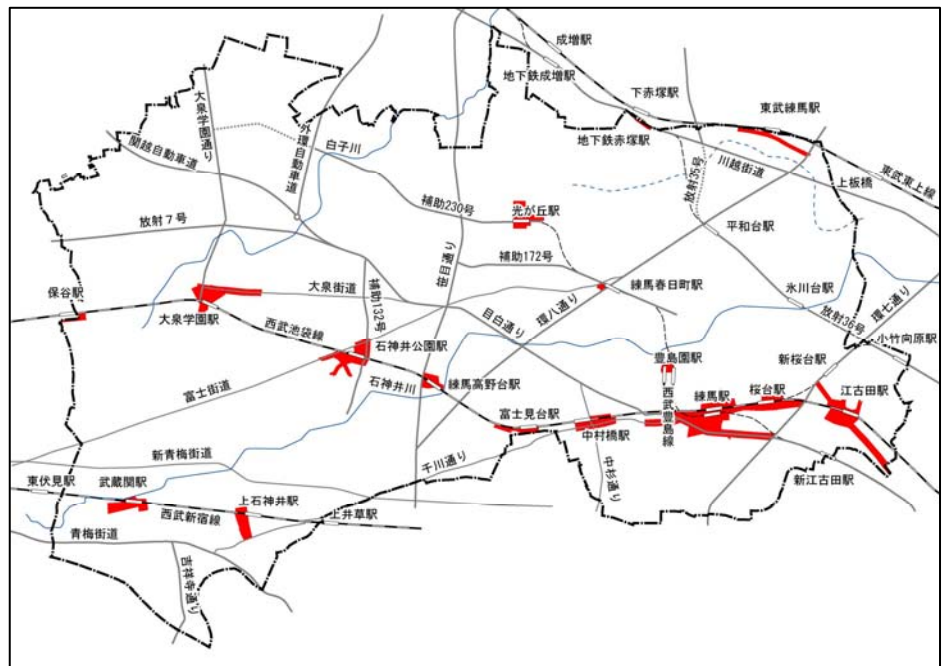 成増駅
地下鉄成増駅
下赤塚駅
東武練馬駅
地下鉄赤塚駅
川越街道
上板橋
東武東上線
大泉学園通り
関越自動車道
外環自動車道
白子川
放射35号
補助230号
光が丘駅
平和台駅
放射7号
笹目通り
補助172号
練馬春日町駅
氷川台駅
保谷駅
大泉街道
補助132号
大泉学園駅
西武池袋線
目白通り
環八通り
放射36号
環七通り
小竹向原駅
石神井公園駅
豊島園駅
新桜台駅
富士街道
石神井川
練馬高野台駅
西武豊島線
練馬駅
桜台駅
江古田駅
富士見台駅
中村橋駅
千川通り
中杉通り
新江古田駅
新青梅街道
東伏見駅
武蔵関駅
上石神井駅
西武新宿線
上井草駅
青梅街道
吉祥寺通り